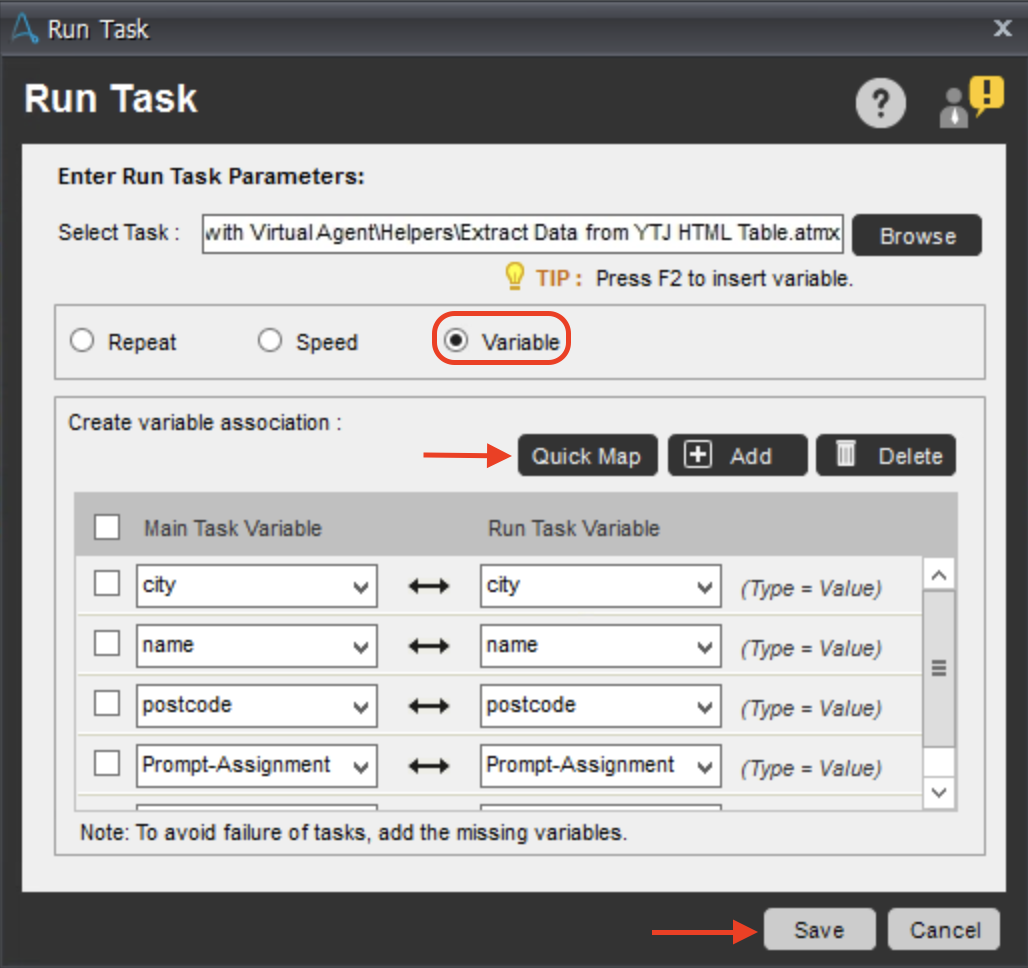 Run Task
X
Run Task
?
!
Enter Run Task Parameters:
Select Task : with Virtual Agent\Helpers\Extract Data from YTJ HTML Table.atmx Browse
TIP : Press F2 to insert variable.
Repeat Speed Variable
Create variable association :
Quick Map Add Delete
Main Task Variable Run Task Variable
city city (Type = Value)
name name (Type = Value)
postcode postcode (Type = Value)
Prompt-Assignment Prompt-Assignment (Type = Value)
Note: To avoid failure of tasks, add the missing variables.
Save Cancel